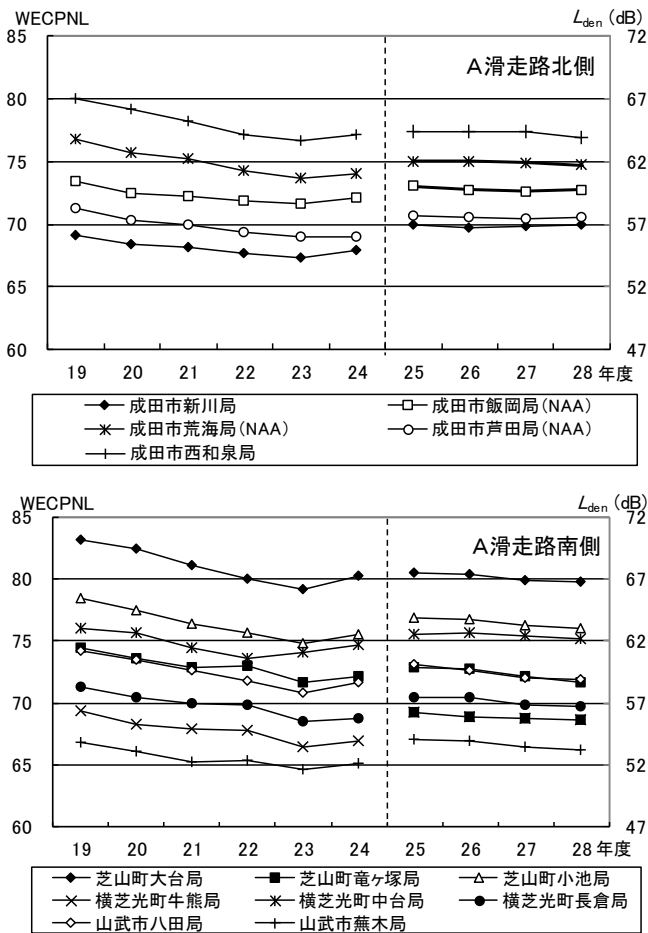 WECPNL
Lden (dB)
85
72
A滑走路北側
80
67
75
62
70
57
65
52
60
47
19 20 21 22 23 24 25 26 27 28 年度
成田市新川局 成田市飯岡局(NAA)
成田市荒海局(NAA) 成田市芦田局(NAA)
成田市西和泉局
WECPNL
Lden (dB)
85
72
A滑走路南側
80
67
75
62
70
57
65
52
60
47
19 20 21 22 23 24 25 26 27 28 年度
芝山町大台局 芝山町竜ヶ塚局 芝山町小池局
横芝光町牛熊局 横芝光町中台局 横芝光町長倉局
山武市八田局 山武市蕪木局